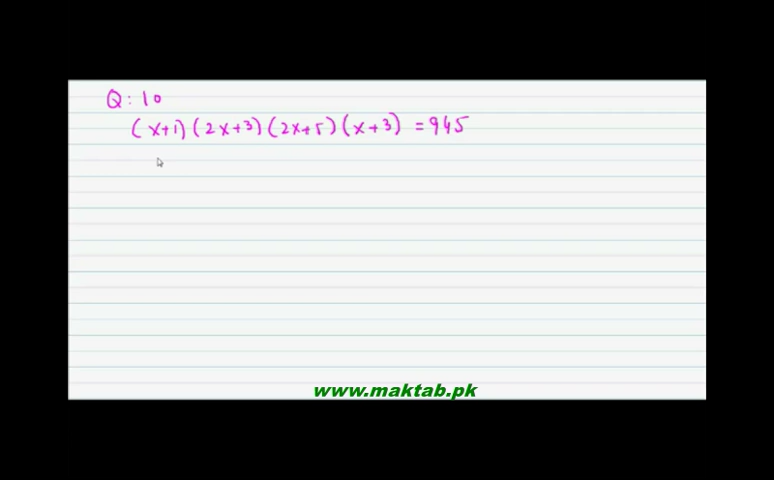 Q: 10
(x+1) (2x+3) (2x+5) (x+3) = 945
www.maktab.pk